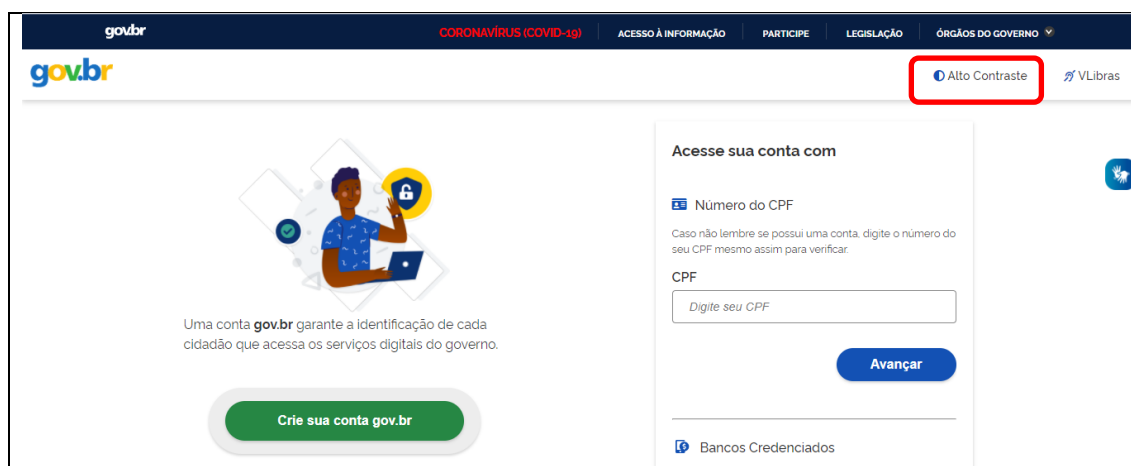 gov.br
CORONAVÍRUS (COVID-19)
ACESSO À INFORMAÇÃO
PARTICIPE
LEGISLAÇÃO
ÓRGÃOS DO GOVERNO
gov.br
Alto Contraste
VLibras
Uma conta gov.br garante a identificação de cada
cidadão que acessa os serviços digitais do governo.
Crie sua conta gov.br
Acesse sua conta com
Número do CPF
Caso não lembre se possui uma conta, digite o número do
seu CPF mesmo assim para verificar.
CPF
Digite seu CPF
Avançar
Bancos Credenciados